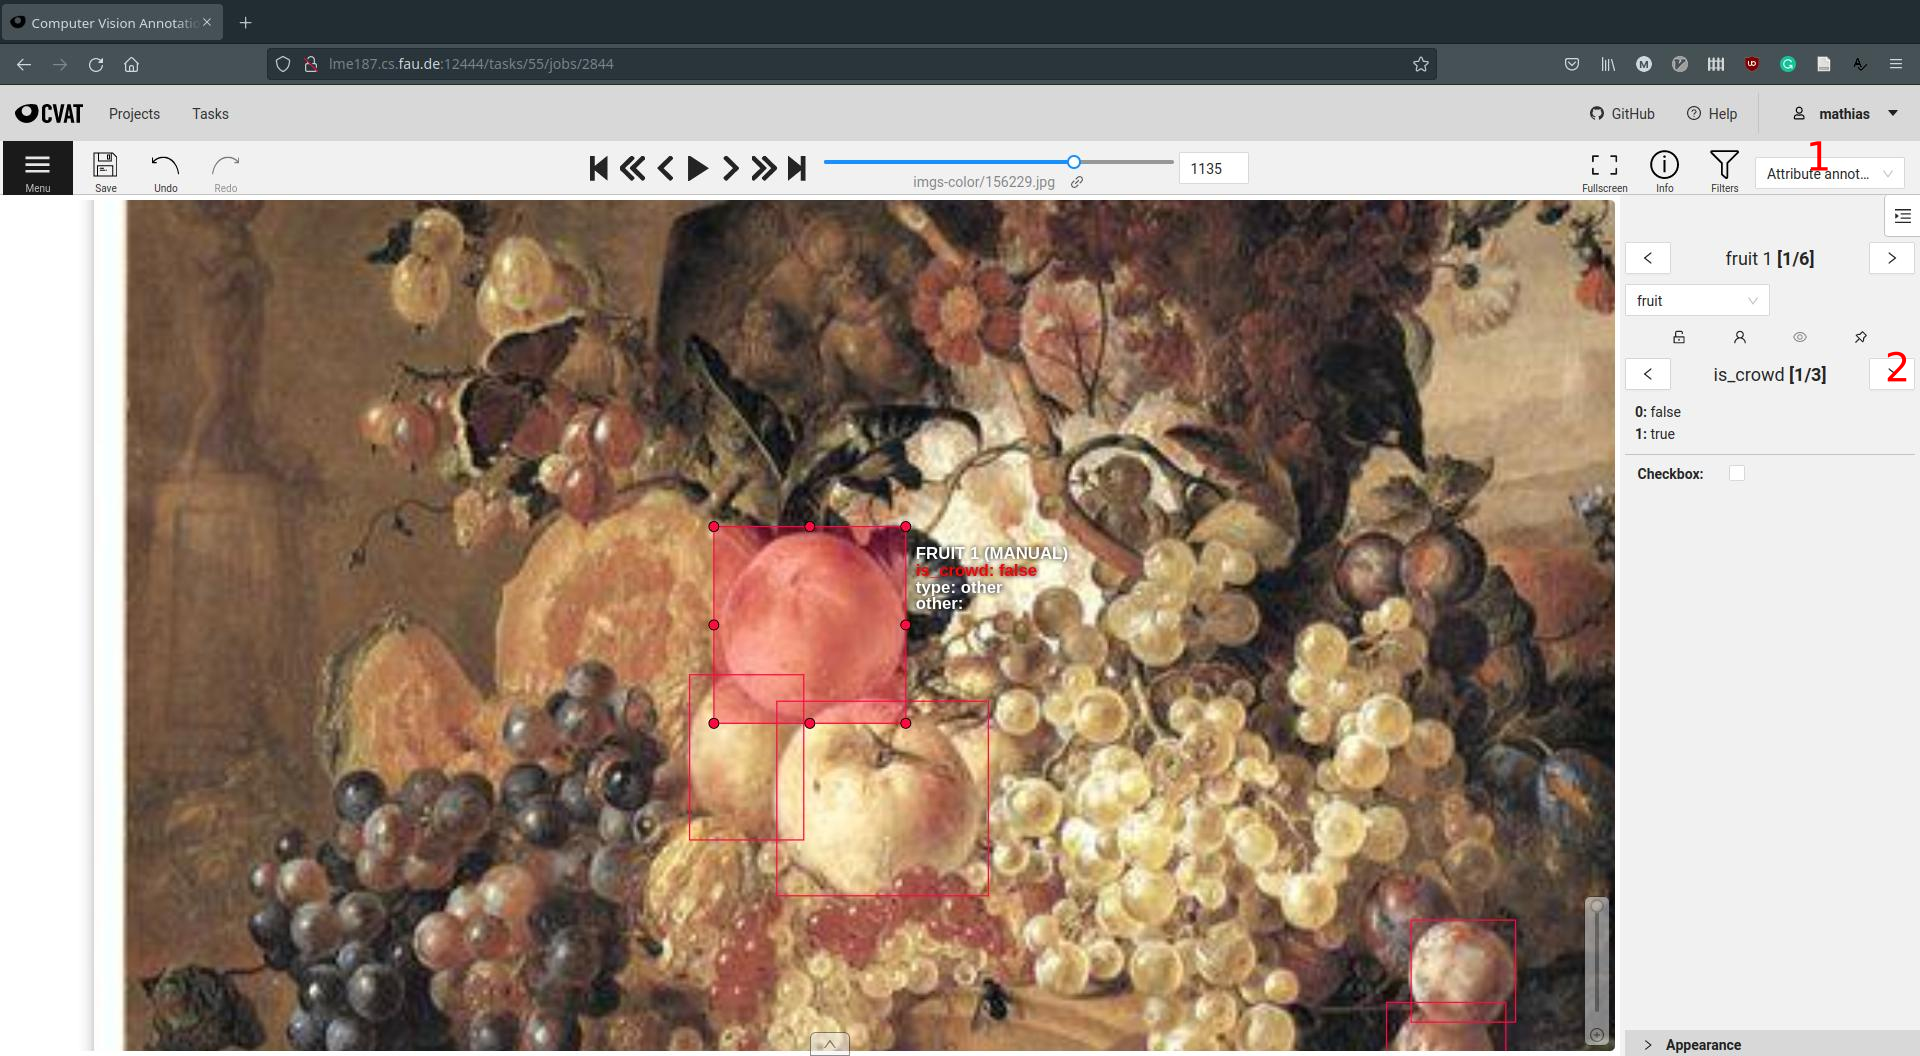 Computer Vision Annotatio
lme187.cs.fau.de:12444/tasks/55/jobs/2844
CVAT
Projects
Tasks
GitHub
Help
mathias
Menu
Save
Undo
Redo
imgs-color/156229.jpg
1135
Fullscreen
Info
Filters
1
Attribute annot...
fruit 1 [1/6]
fruit
is_crowd [1/3]
2
0: false
1: true
Checkbox:
FRUIT 1 (MANUAL)
is_crowd: false
type: other
other:
Appearance